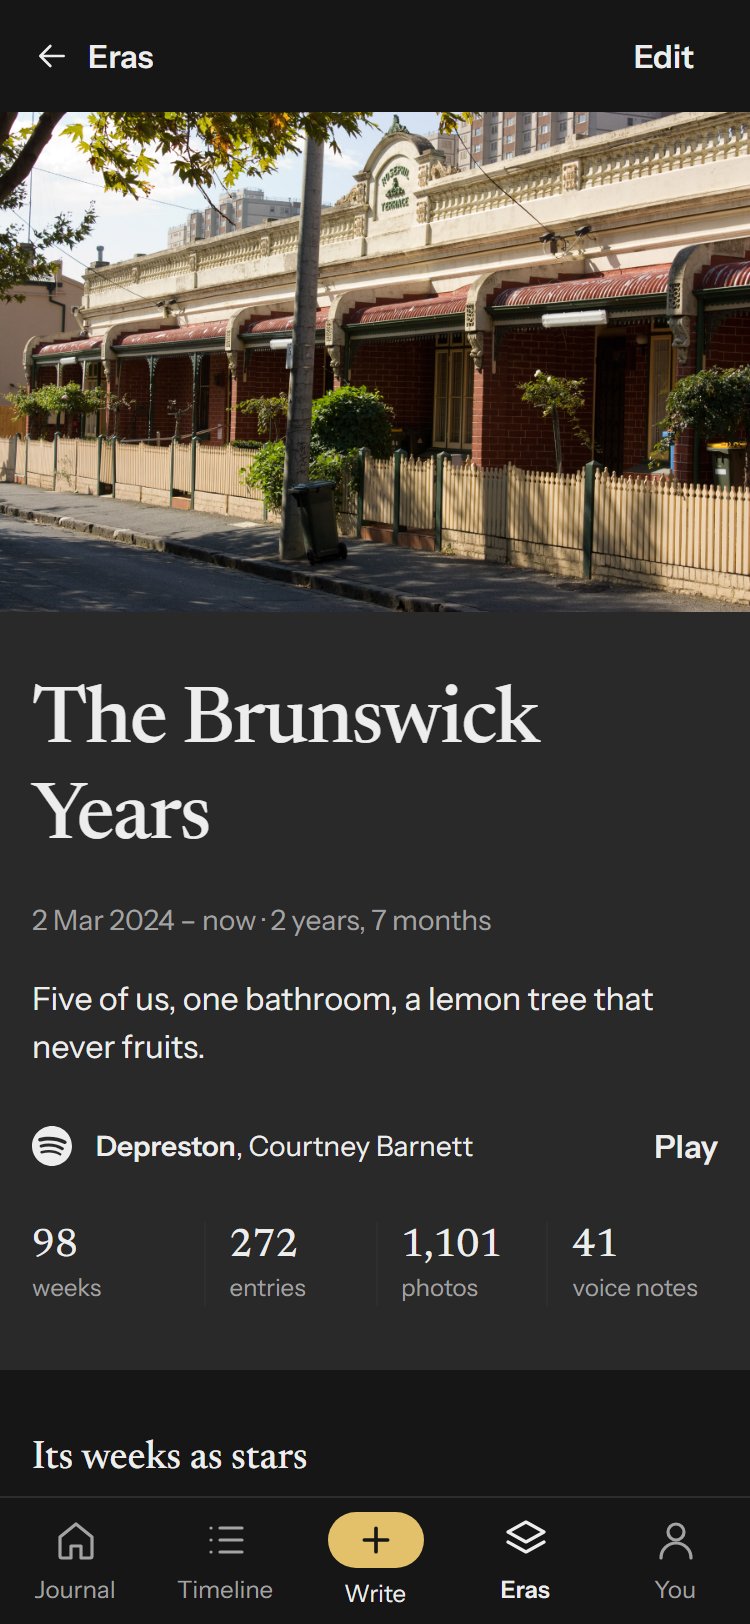 Eras
Edit
TERRACE
The Brunswick
Years
2 Mar 2024 – now · 2 years, 7 months
Five of us, one bathroom, a lemon tree that
never fruits.
Depreston, Courtney Barnett
Play
98
weeks
272
entries
1,101
photos
41
voice notes
Its weeks as stars
Journal
Timeline
Write
Eras
You